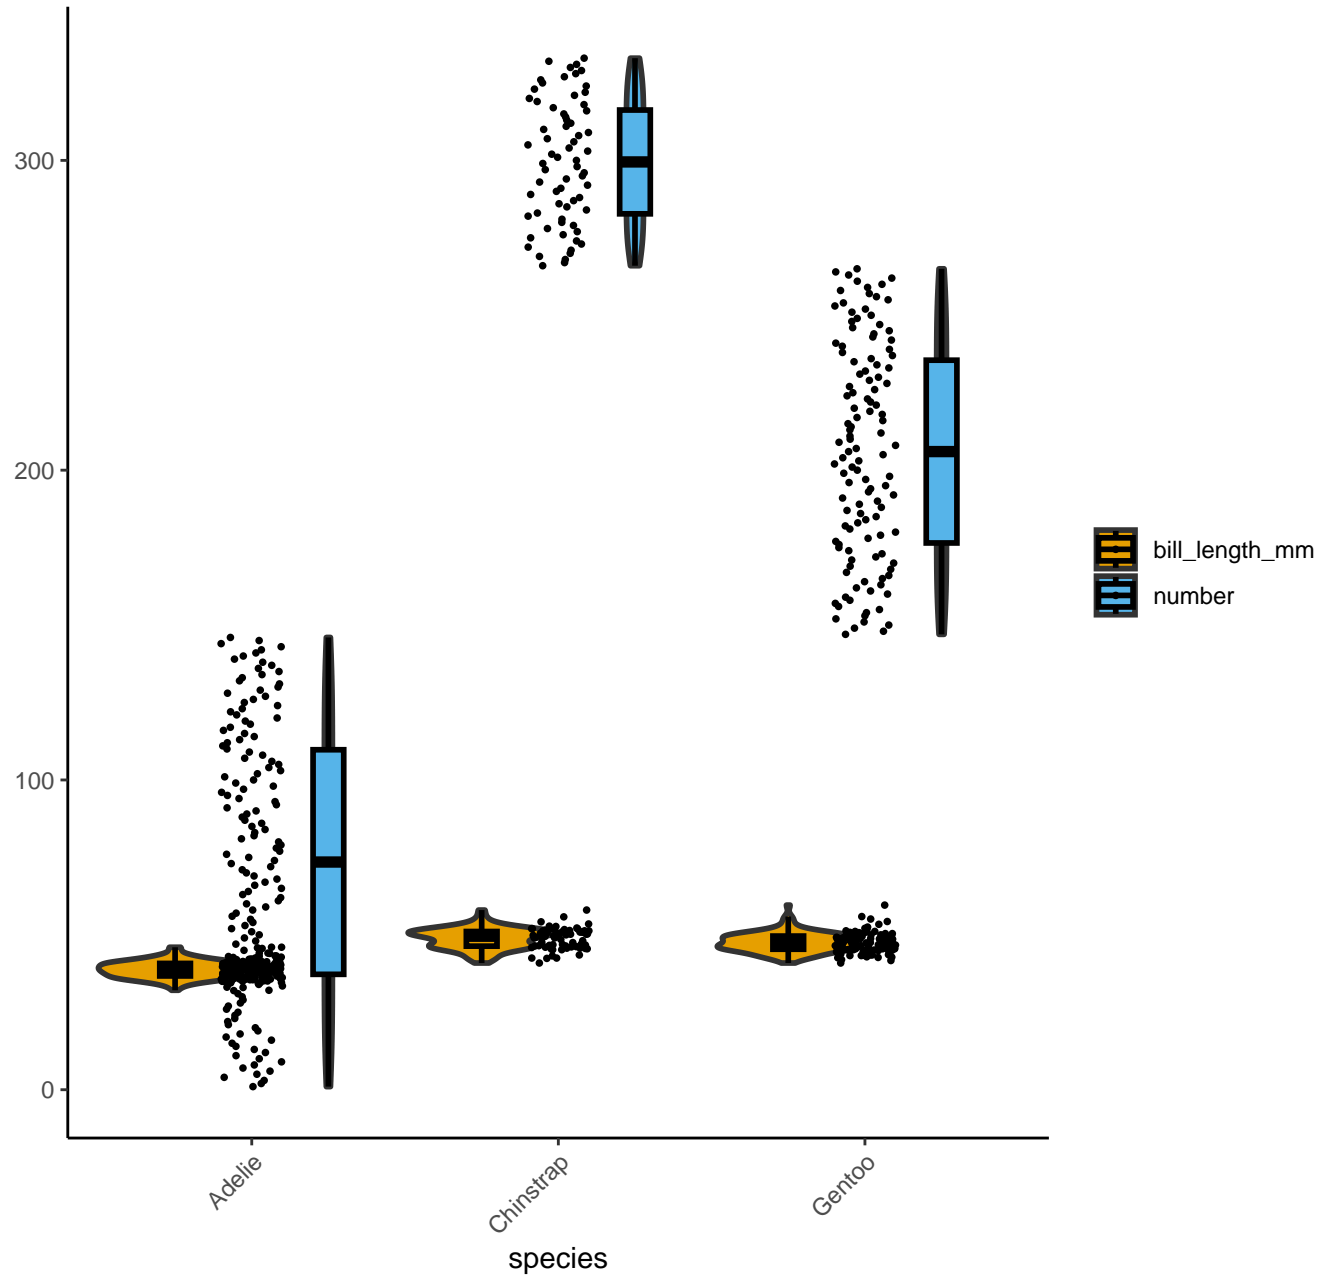 300
200
100
0
Adelie
Chinstrap
Gentoo
species
bill_length_mm
number